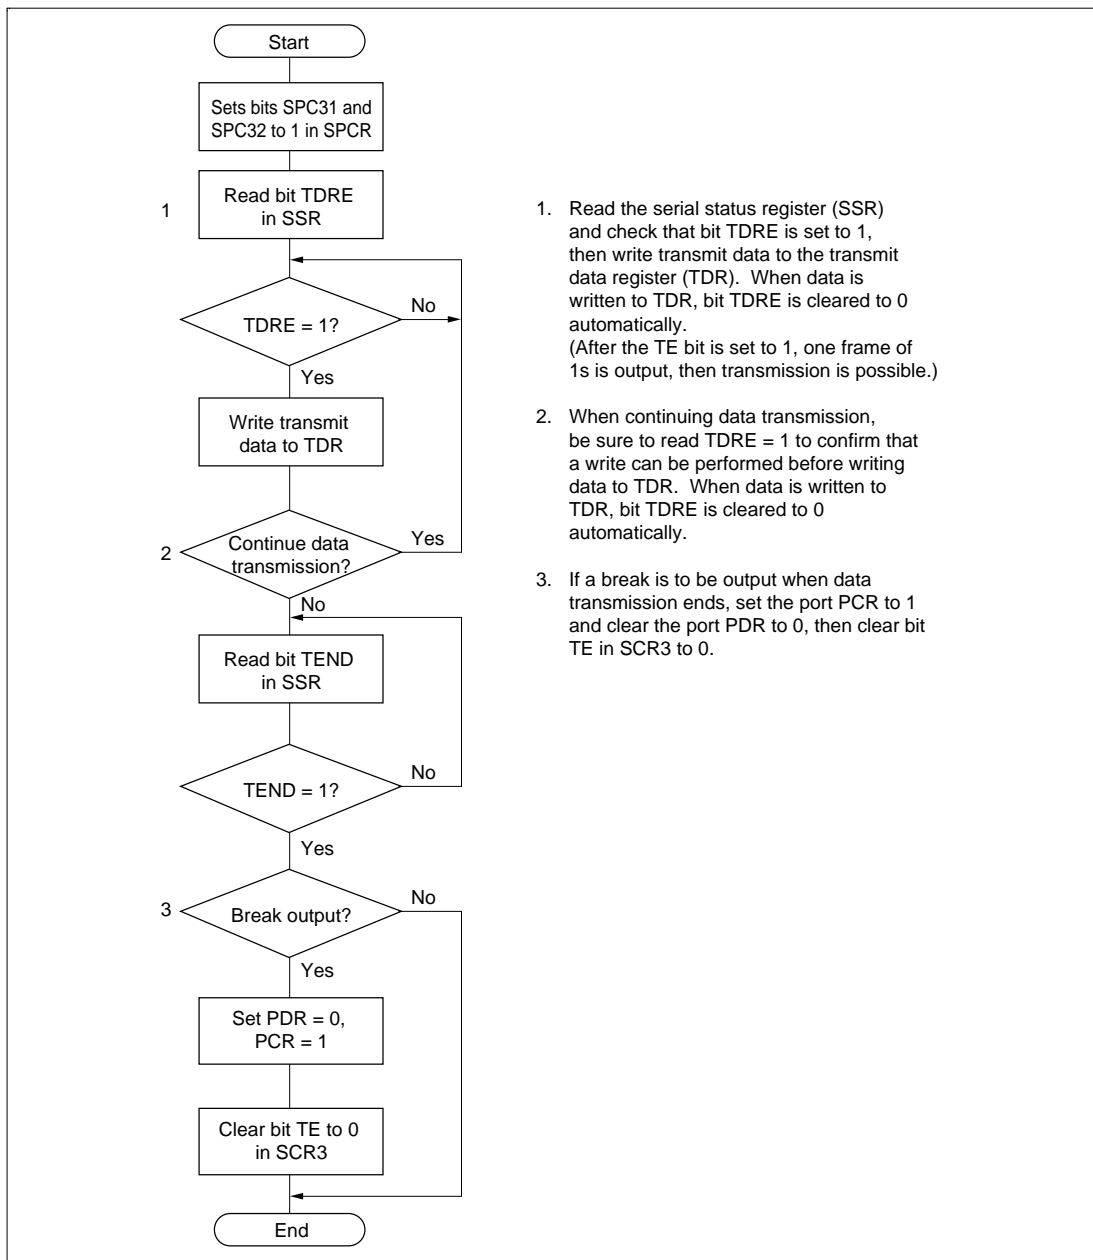 Start
Sets bits SPC31 and
SPC32 to 1 in SPCR
1
Read bit TDRE
in SSR
TDRE = 1?
No
Yes
Write transmit
data to TDR
2
Continue data
transmission?
Yes
No
Read bit TEND
in SSR
TEND = 1?
No
Yes
3
Break output?
No
Yes
Set PDR = 0,
PCR = 1
Clear bit TE to 0
in SCR3
End
1. Read the serial status register (SSR)
and check that bit TDRE is set to 1,
then write transmit data to the transmit
data register (TDR). When data is
written to TDR, bit TDRE is cleared to 0
automatically.
(After the TE bit is set to 1, one frame of
1s is output, then transmission is possible.)
2. When continuing data transmission,
be sure to read TDRE = 1 to confirm that
a write can be performed before writing
data to TDR. When data is written to
TDR, bit TDRE is cleared to 0
automatically.
3. If a break is to be output when data
transmission ends, set the port PCR to 1
and clear the port PDR to 0, then clear bit
TE in SCR3 to 0.